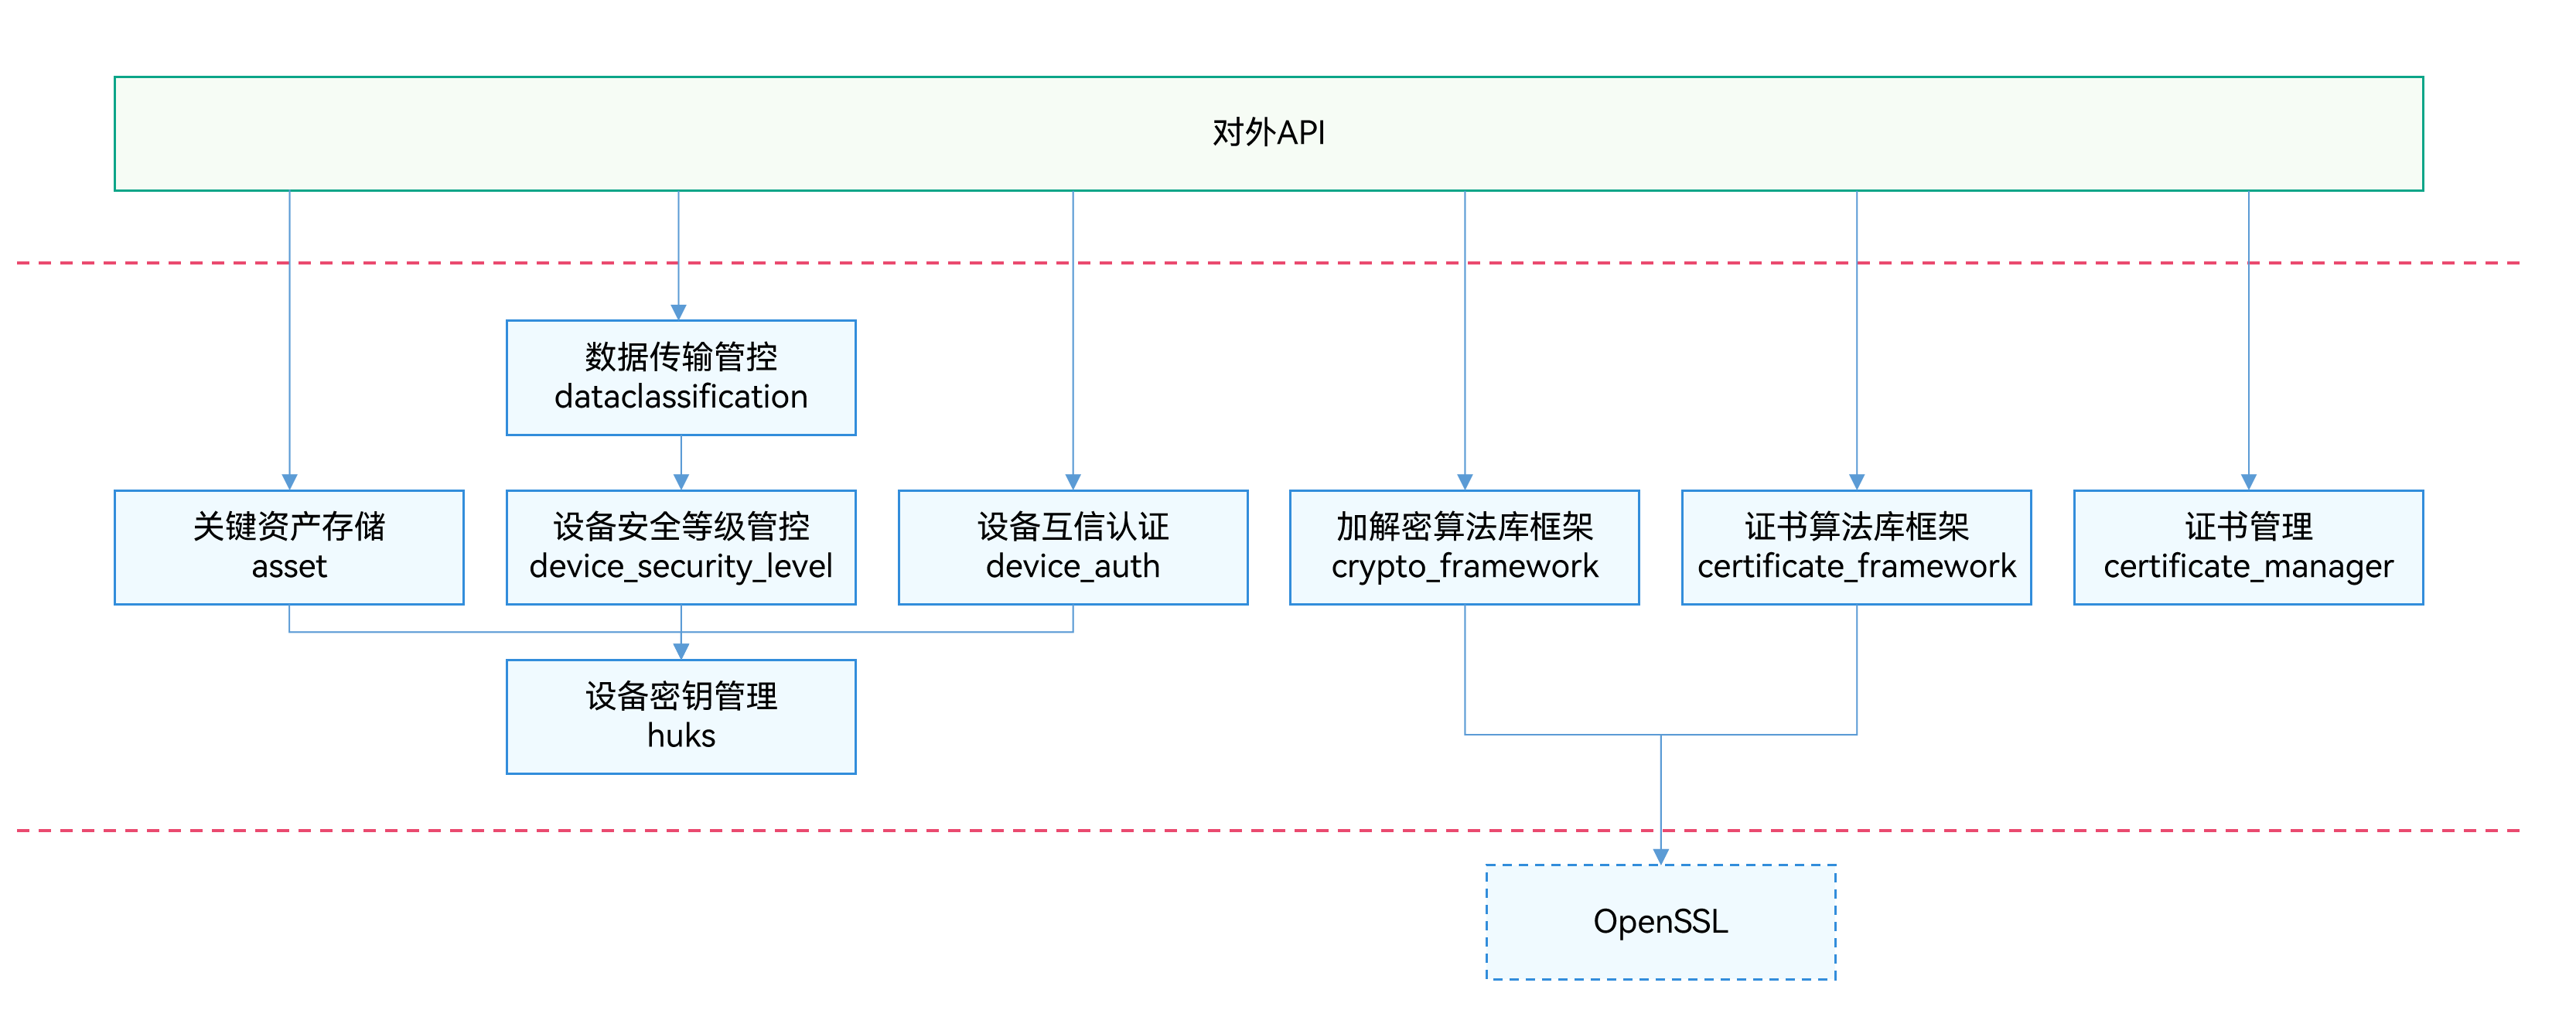 对外API
数据传输管控
dataclassification
关键资产存储
asset
设备安全等级管控
device_security_level
设备互信认证
device_auth
加解密算法库框架
crypto_framework
证书算法库框架
certificate_framework
证书管理
certificate_manager
设备密钥管理
huks
OpenSSL